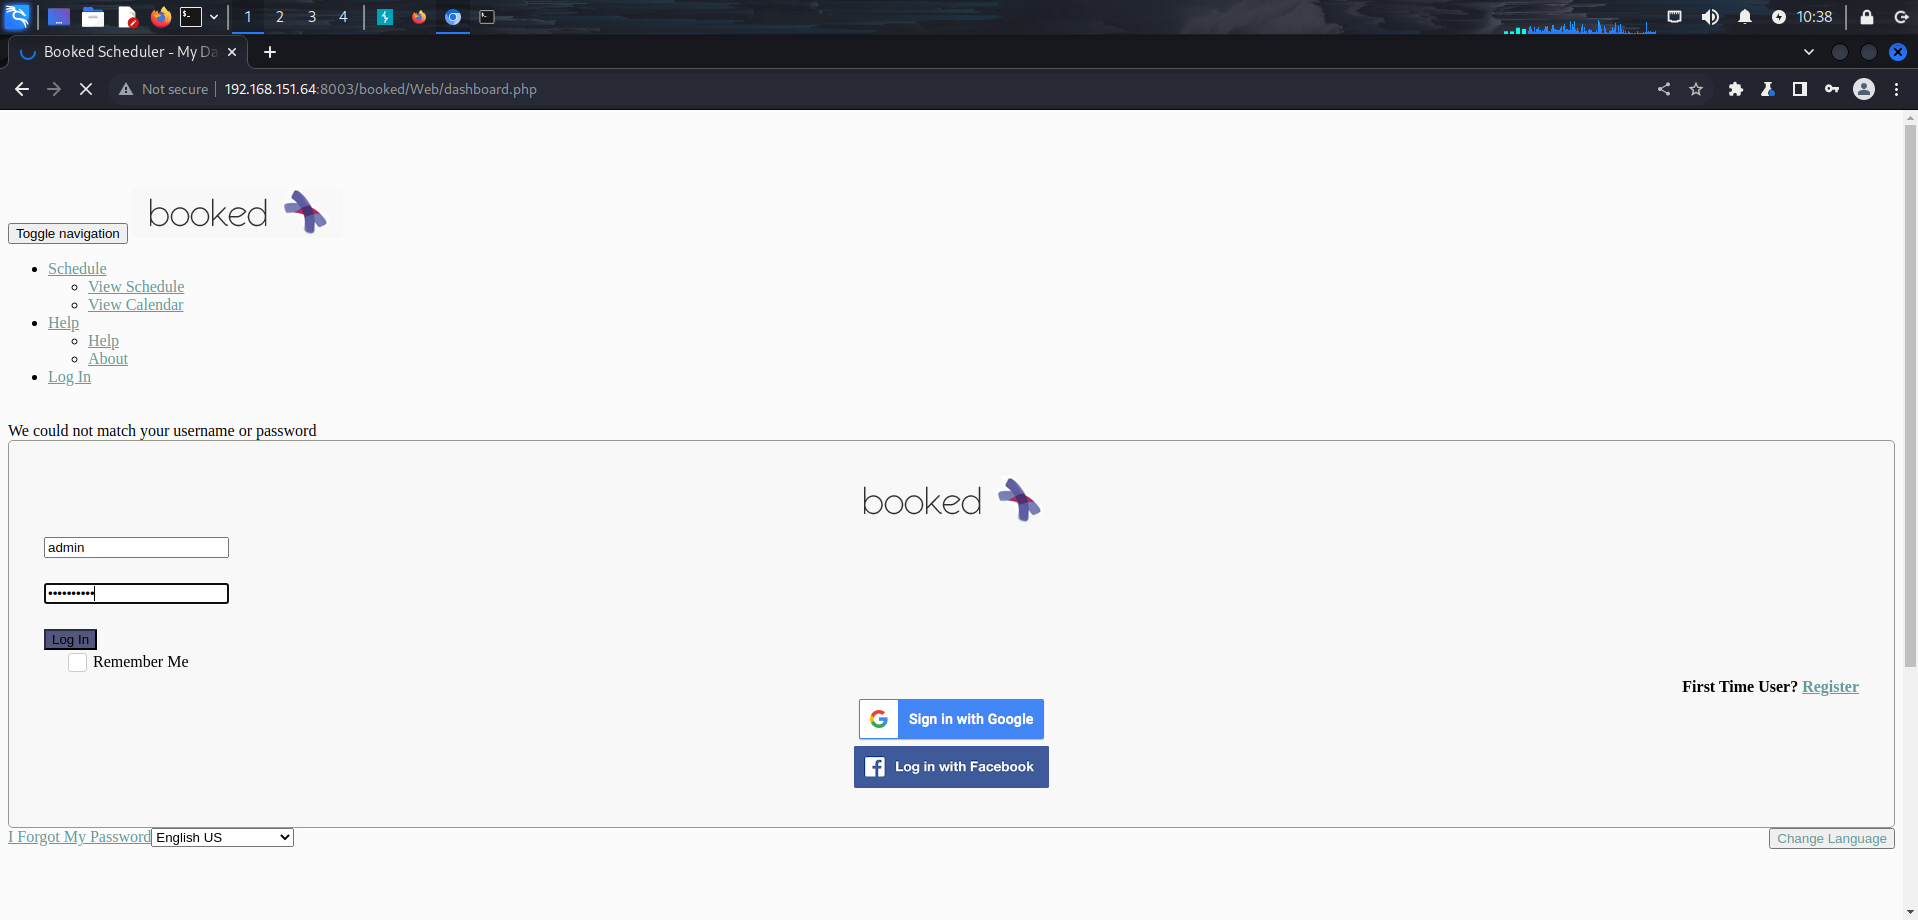 1 2 3 4 10:38
Booked Scheduler - My Da
Not secure 192.168.151.64:8003/booked/Web/dashboard.php
booked
Toggle navigation
Schedule
View Schedule
View Calendar
Help
Help
About
Log In
We could not match your username or password
booked
admin
••••••••••
Log In
Remember Me
First Time User? Register
Sign in with Google
Log in with Facebook
I Forgot My Password English US Change Language